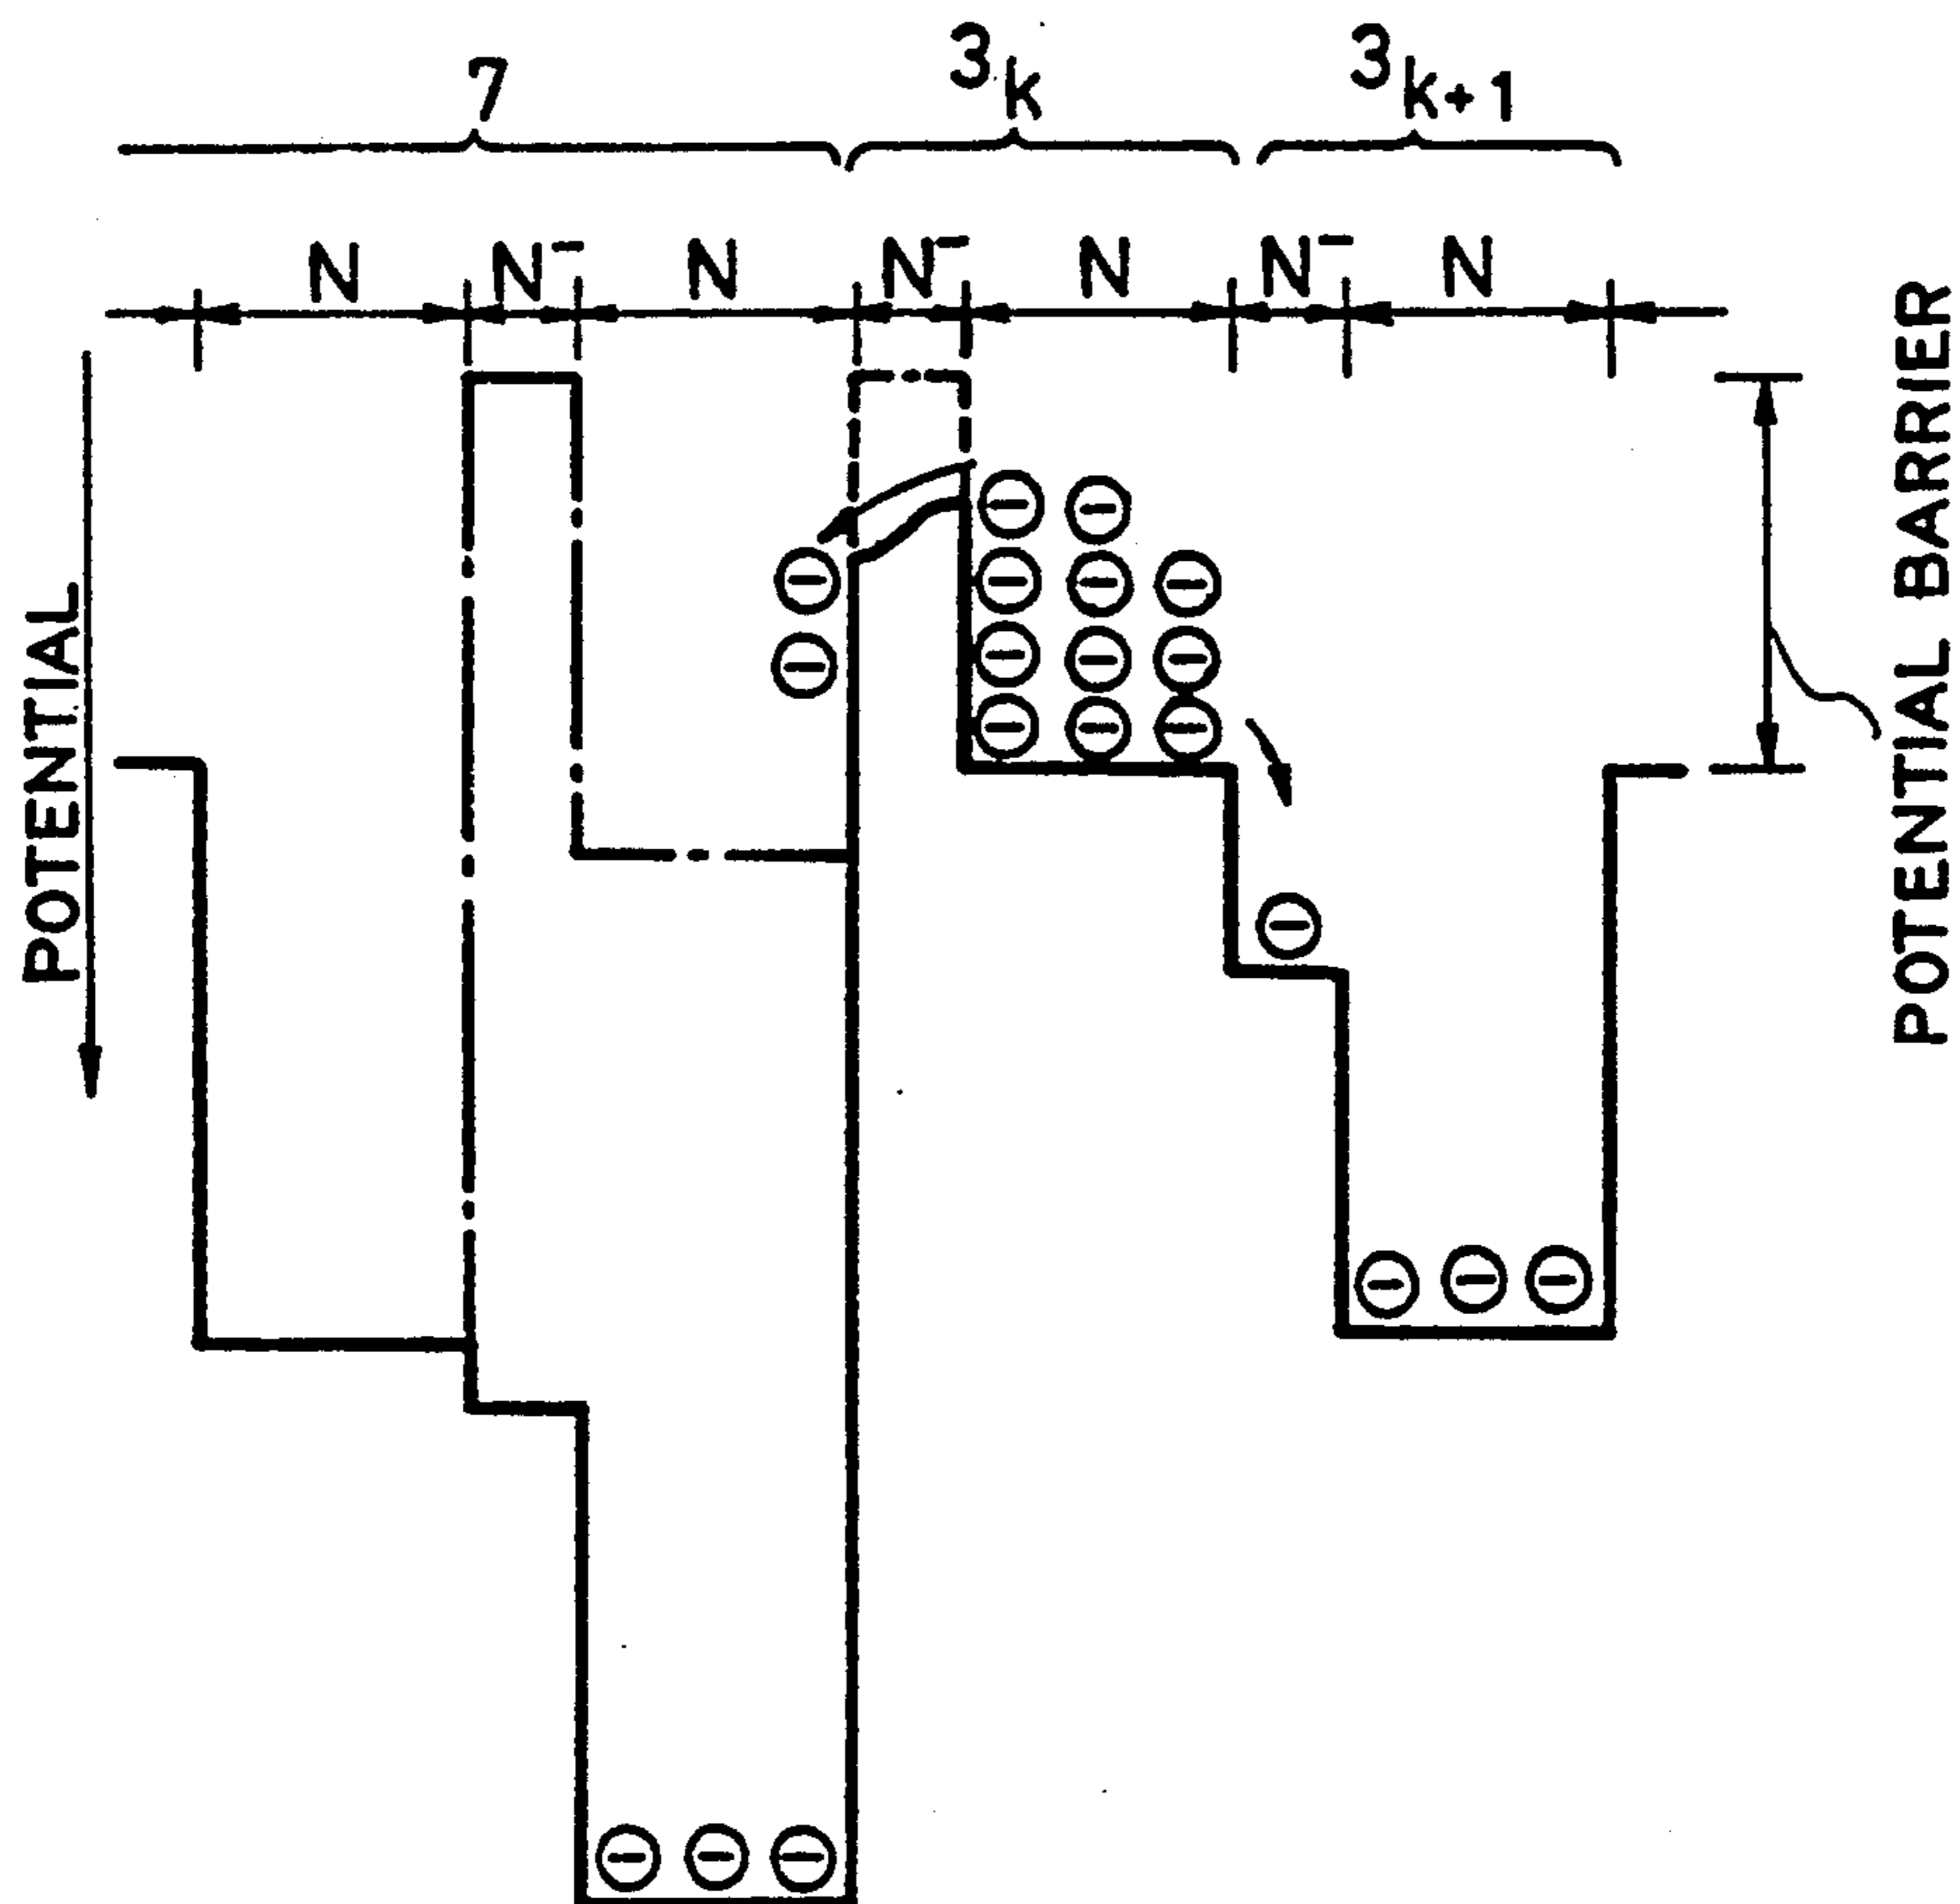 7 3k 3k+1
N N⁻ N N⁻ N N⁻ N
POTENTIAL
POTENTIAL BARRIER